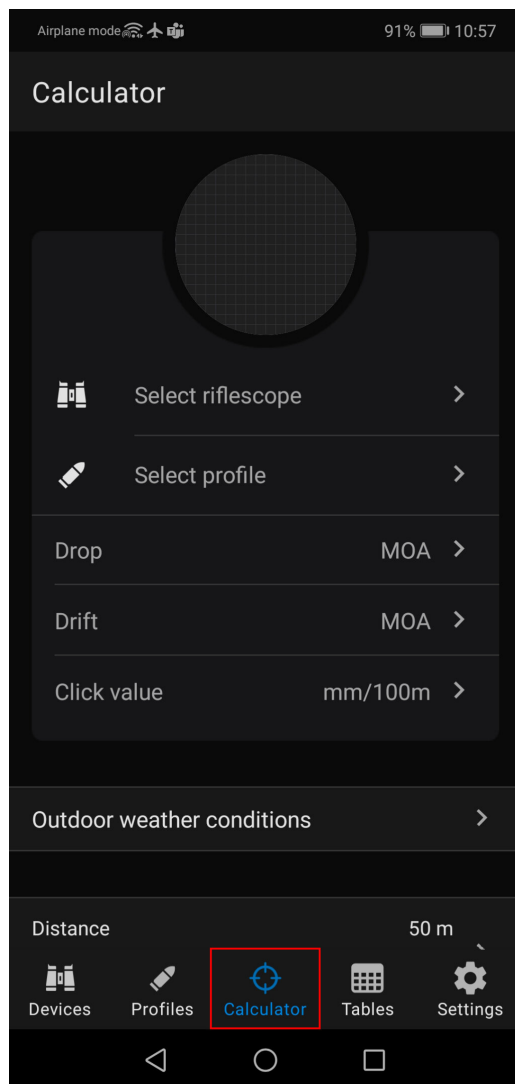 Airplane mode 91% 10:57
Calculator
Select riflescope
Select profile
Drop MOA
Drift MOA
Click value mm/100m
Outdoor weather conditions
Distance 50 m
Devices Profiles Calculator Tables Settings